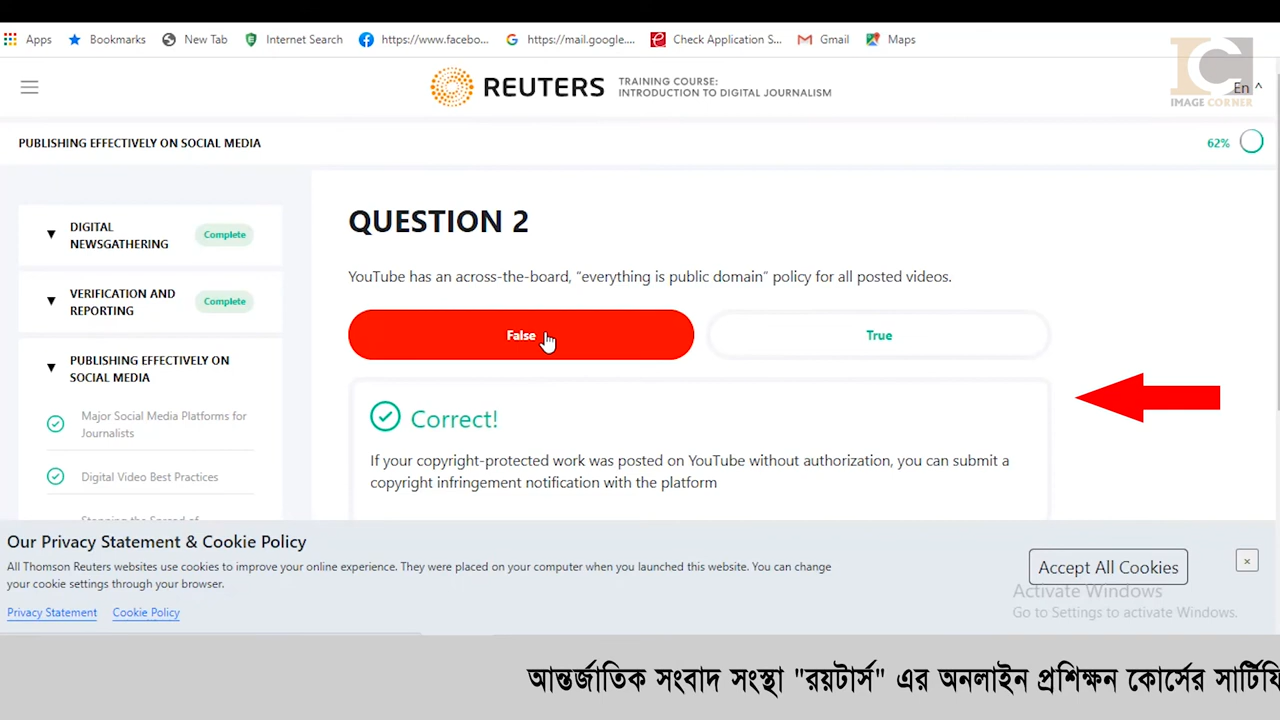 Apps Bookmarks New Tab Internet Search https://www.facebo... https://mail.google.... Check Application S... Gmail Maps
REUTERS
TRAINING COURSE:
INTRODUCTION TO DIGITAL JOURNALISM
IC
IMAGE CORNER
En
PUBLISHING EFFECTIVELY ON SOCIAL MEDIA
62%
DIGITAL
NEWSGATHERING
Complete
VERIFICATION AND
REPORTING
Complete
PUBLISHING EFFECTIVELY ON
SOCIAL MEDIA
Major Social Media Platforms for
Journalists
Digital Video Best Practices
QUESTION 2
YouTube has an across-the-board, “everything is public domain” policy for all posted videos.
False
True
Correct!
If your copyright-protected work was posted on YouTube without authorization, you can submit a
copyright infringement notification with the platform
Our Privacy Statement & Cookie Policy
All Thomson Reuters websites use cookies to improve your online experience. They were placed on your computer when you launched this website. You can change
your cookie settings through your browser.
Privacy Statement Cookie Policy
Accept All Cookies
×
Activate Windows
Go to Settings to activate Windows.
আন্তর্জাতিক সংবাদ সংস্থা "রয়টার্স" এর অনলাইন প্রশিক্ষন কোর্সের